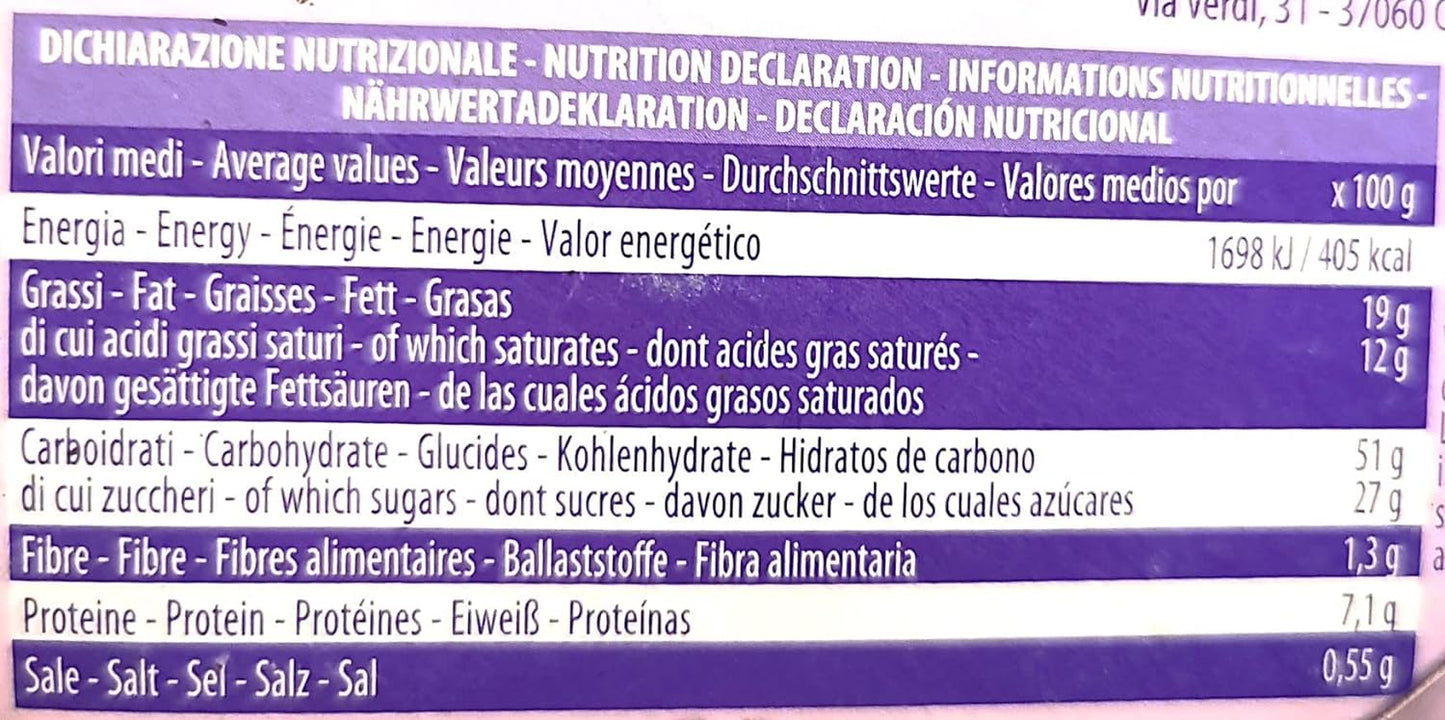 Via Verdi, 31 - 37060
DICHIARAZIONE NUTRIZIONALE - NUTRITION DECLARATION - INFORMATIONS NUTRITIONNELLES -
NÄHRWERTADEKLARATION - DECLARACIÓN NUTRICIONAL
Valori medi - Average values - Valeurs moyennes - Durchschnittswerte - Valores medios por x 100 g
Energia - Energy - Énergie - Energie - Valor energético 1698 kJ / 405 kcal
Grassi - Fat - Graisses - Fett - Grasas 19 g
di cui acidi grassi saturi - of which saturates - dont acides gras saturés - 12 g
davon gesättigte Fettsäuren - de las cuales ácidos grasos saturados
Carboidrati - Carbohydrate - Glucides - Kohlenhydrate - Hidratos de carbono 51 g
di cui zuccheri - of which sugars - dont sucres - davon zucker - de los cuales azúcares 27 g
Fibre - Fibre - Fibres alimentaires - Ballaststoffe - Fibra alimentaria 1,3 g
Proteine - Protein - Protéines - Eiweiß - Proteínas 7,1 g
Sale - Salt - Sel - Salz - Sal 0,55 g